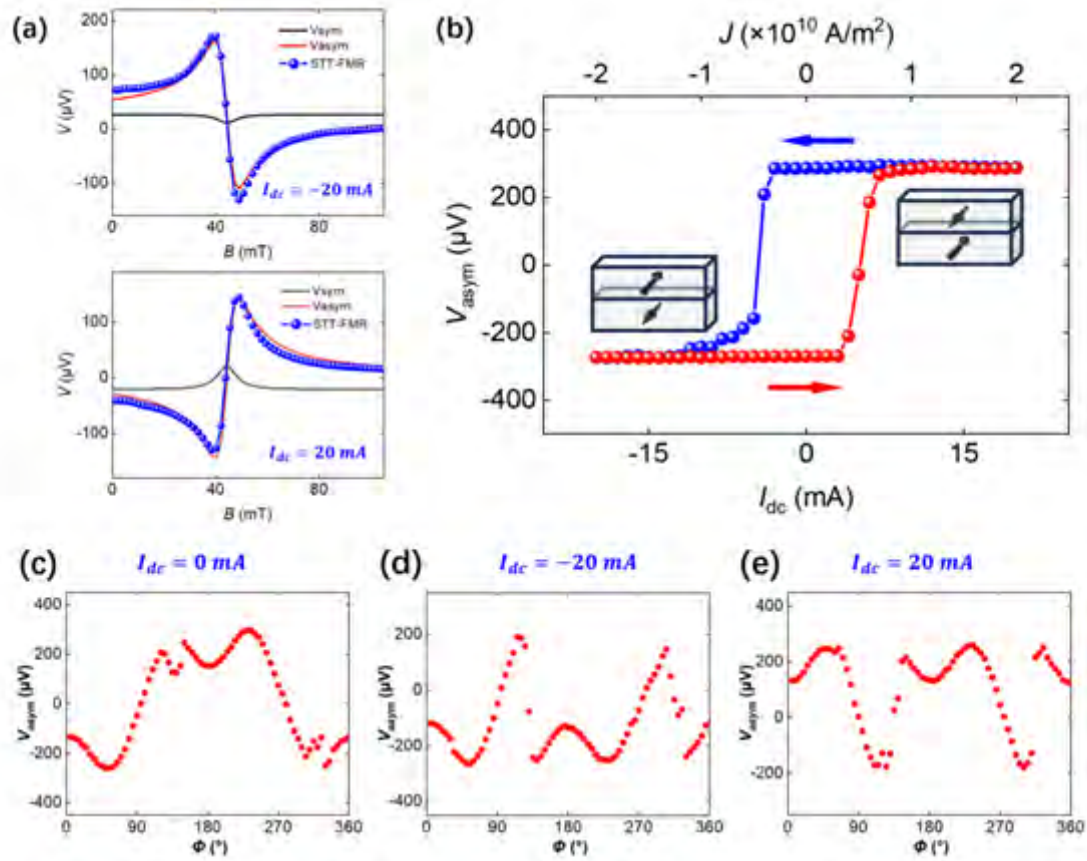 (a)
200
100
0
-100
V (μV)
Vsym
Vasym
STT-FMR
I_dc = −20 mA
0 40 80
B (mT)
100
0
-100
V (μV)
Vsym
Vasym
STT-FMR
I_dc = 20 mA
0 40 80
B (mT)
(b)
J (×10^10 A/m²)
-2 -1 0 1 2
400
200
0
-200
-400
V_asym (μV)
-15 0 15
I_dc (mA)
(c)
I_dc = 0 mA
400
200
0
-200
-400
V_asym (μV)
0 90 180 270 360
Φ (°)
(d)
I_dc = −20 mA
200
0
-200
-400
V_asym (μV)
0 90 180 270 360
Φ (°)
(e)
I_dc = 20 mA
400
200
0
-200
V_asym (μV)
0 90 180 270 360
Φ (°)